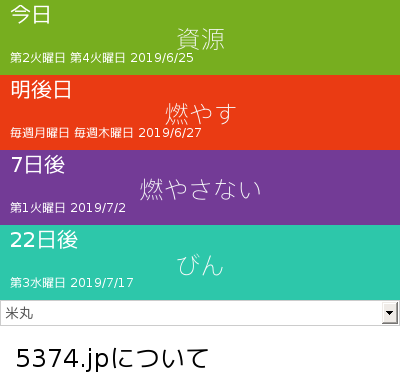 今日
資源
第2火曜日 第4火曜日 2019/6/25
明後日
燃やす
毎週月曜日 毎週木曜日 2019/6/27
7日後
燃やさない
第1火曜日 2019/7/2
22日後
びん
第3水曜日 2019/7/17
米丸
5374.jpについて